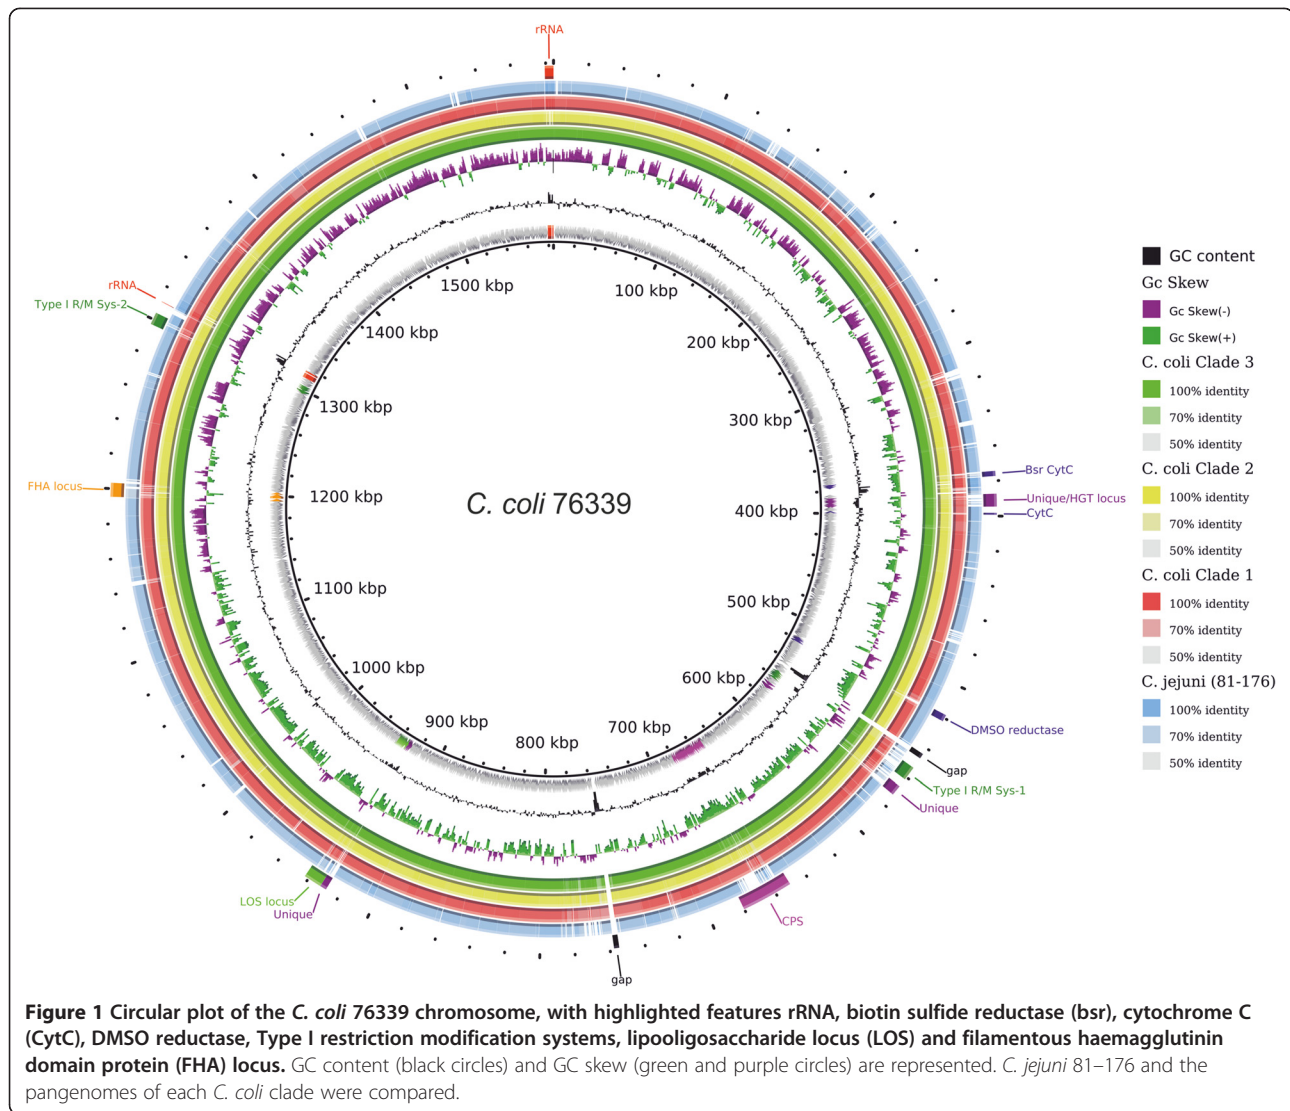 rRNA
rRNA
Type I R/M Sys-2
FHA locus
LOS locus
Unique
gap
CPS
Unique
Type I R/M Sys-1
gap
DMSO reductase
CytC
Unique/HGT locus
Bsr CytC
100 kbp
200 kbp
300 kbp
400 kbp
500 kbp
600 kbp
700 kbp
800 kbp
900 kbp
1000 kbp
1100 kbp
1200 kbp
1300 kbp
1400 kbp
1500 kbp
C. coli 76339
GC content
Gc Skew
Gc Skew(-)
Gc Skew(+)
C. coli Clade 3
100% identity
70% identity
50% identity
C. coli Clade 2
100% identity
70% identity
50% identity
C. coli Clade 1
100% identity
70% identity
50% identity
C. jejuni (81-176)
100% identity
70% identity
50% identity
Figure 1 Circular plot of the C. coli 76339 chromosome, with highlighted features rRNA, biotin sulfide reductase (bsr), cytochrome C
(CytC), DMSO reductase, Type I restriction modification systems, lipooligosaccharide locus (LOS) and filamentous haemagglutinin
domain protein (FHA) locus. GC content (black circles) and GC skew (green and purple circles) are represented. C. jejuni 81–176 and the
pangenomes of each C. coli clade were compared.